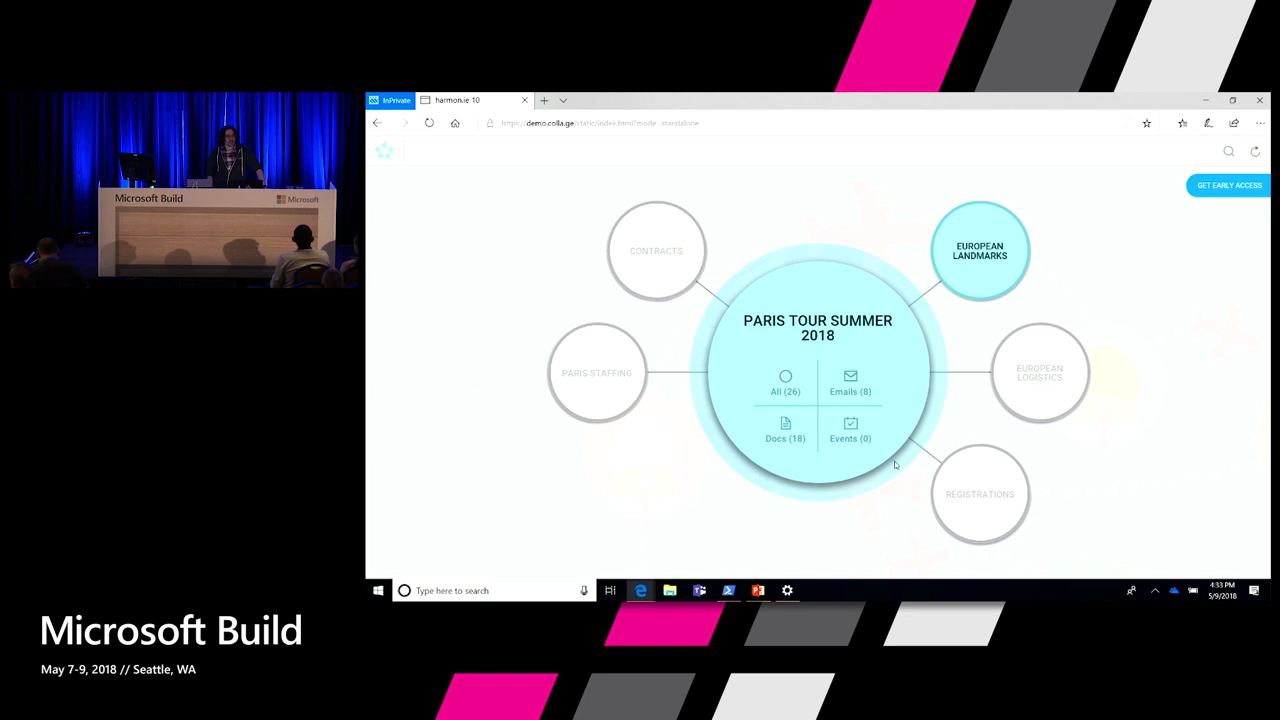 Microsoft Build
Microsoft
InPrivate
harmon.ie 10
https://demo.colla.ge/static/index.html?mode=standalone
GET EARLY ACCESS
CONTRACTS
EUROPEAN
LANDMARKS
PARIS TOUR SUMMER
2018
PARIS STAFFING
EUROPEAN
LOGISTICS
All (26)
Emails (8)
Docs (18)
Events (0)
REGISTRATIONS
Type here to search
4:33 PM
5/9/2018
Microsoft Build
May 7-9, 2018 // Seattle, WA